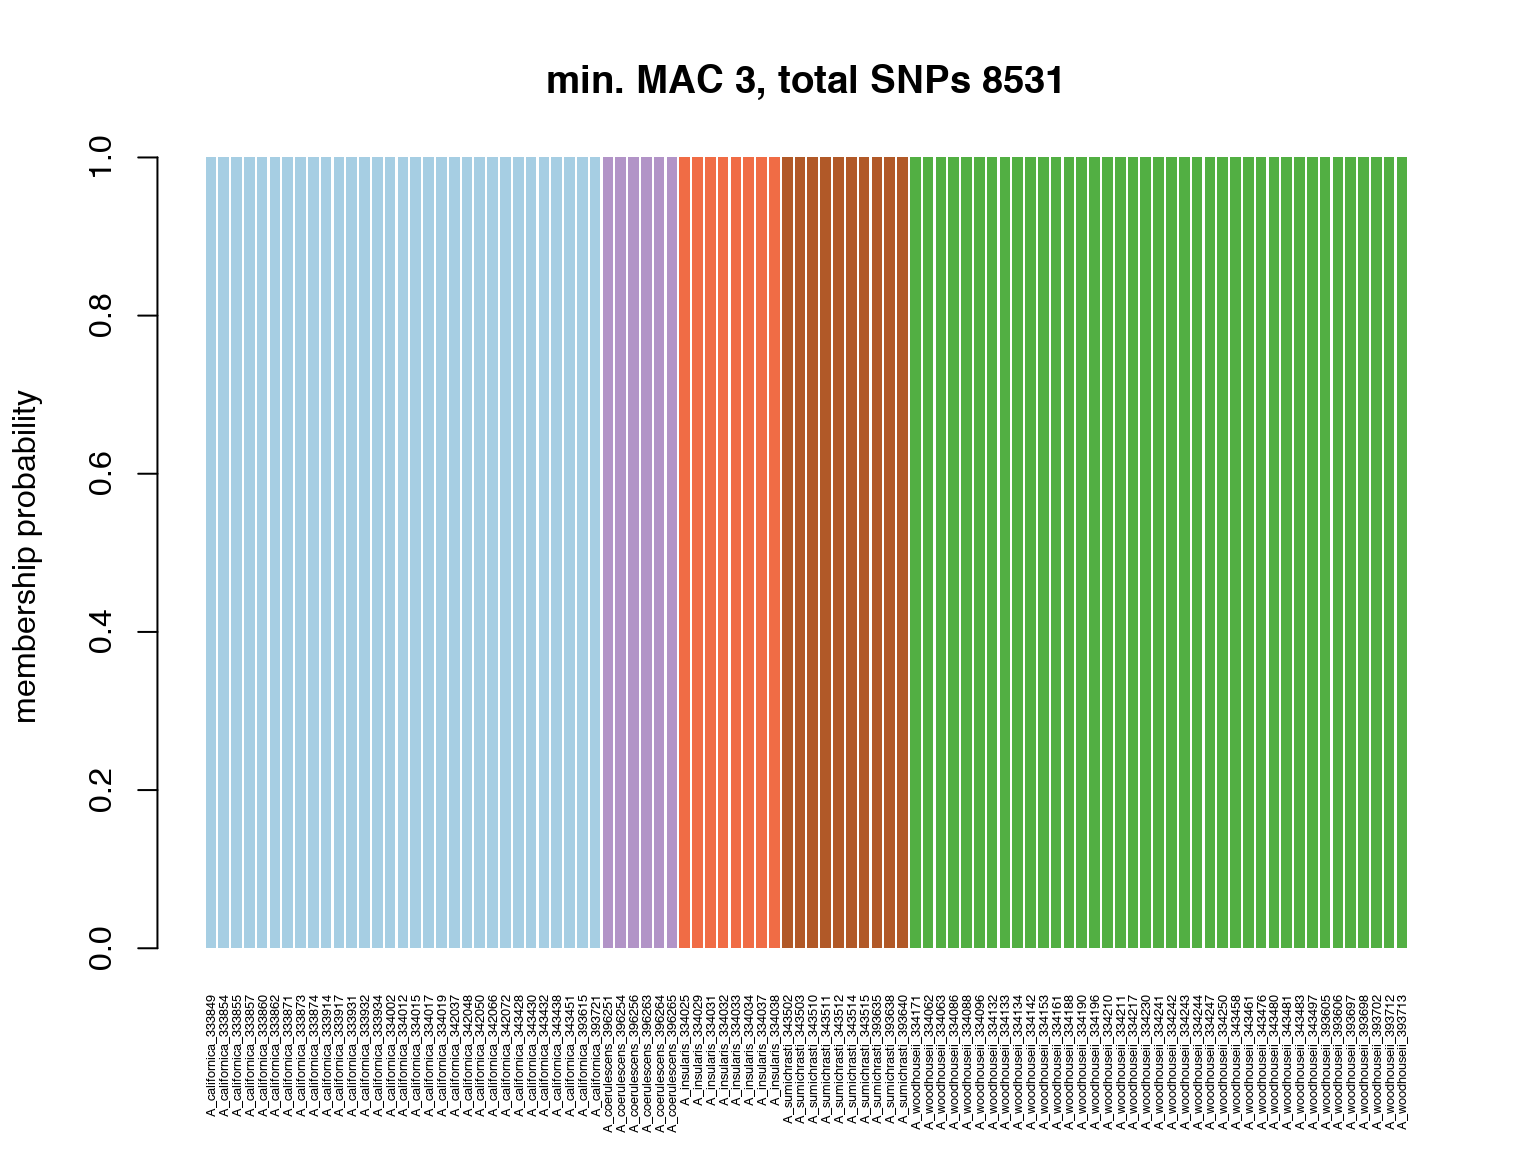 min. MAC 3, total SNPs 8531
membership probability
1.0
0.8
0.6
0.4
0.2
0.0
A_californica_333849
A_californica_333854
A_californica_333855
A_californica_333857
A_californica_333860
A_californica_333862
A_californica_333871
A_californica_333873
A_californica_333874
A_californica_333914
A_californica_333917
A_californica_333931
A_californica_333932
A_californica_333934
A_californica_334002
A_californica_334012
A_californica_334015
A_californica_334017
A_californica_334019
A_californica_342037
A_californica_342048
A_californica_342050
A_californica_342066
A_californica_342072
A_californica_343428
A_californica_343430
A_californica_343432
A_californica_343438
A_californica_343451
A_californica_393615
A_californica_393721
A_coerulescens_396251
A_coerulescens_396254
A_coerulescens_396256
A_coerulescens_396263
A_coerulescens_396264
A_coerulescens_396265
A_insularis_334025
A_insularis_334029
A_insularis_334031
A_insularis_334032
A_insularis_334033
A_insularis_334034
A_insularis_334037
A_insularis_334038
A_sumichrasti_343502
A_sumichrasti_343503
A_sumichrasti_343510
A_sumichrasti_343511
A_sumichrasti_343512
A_sumichrasti_343514
A_sumichrasti_343515
A_sumichrasti_393635
A_sumichrasti_393638
A_sumichrasti_393640
A_woodhouseii_334171
A_woodhouseii_334062
A_woodhouseii_334063
A_woodhouseii_334086
A_woodhouseii_334088
A_woodhouseii_334096
A_woodhouseii_334132
A_woodhouseii_334133
A_woodhouseii_334134
A_woodhouseii_334142
A_woodhouseii_334153
A_woodhouseii_334161
A_woodhouseii_334188
A_woodhouseii_334190
A_woodhouseii_334196
A_woodhouseii_334210
A_woodhouseii_334211
A_woodhouseii_334217
A_woodhouseii_334230
A_woodhouseii_334241
A_woodhouseii_334242
A_woodhouseii_334243
A_woodhouseii_334244
A_woodhouseii_334247
A_woodhouseii_334250
A_woodhouseii_343458
A_woodhouseii_343461
A_woodhouseii_343476
A_woodhouseii_343480
A_woodhouseii_343481
A_woodhouseii_343483
A_woodhouseii_343497
A_woodhouseii_393605
A_woodhouseii_393606
A_woodhouseii_393697
A_woodhouseii_393698
A_woodhouseii_393702
A_woodhouseii_393712
A_woodhouseii_393713